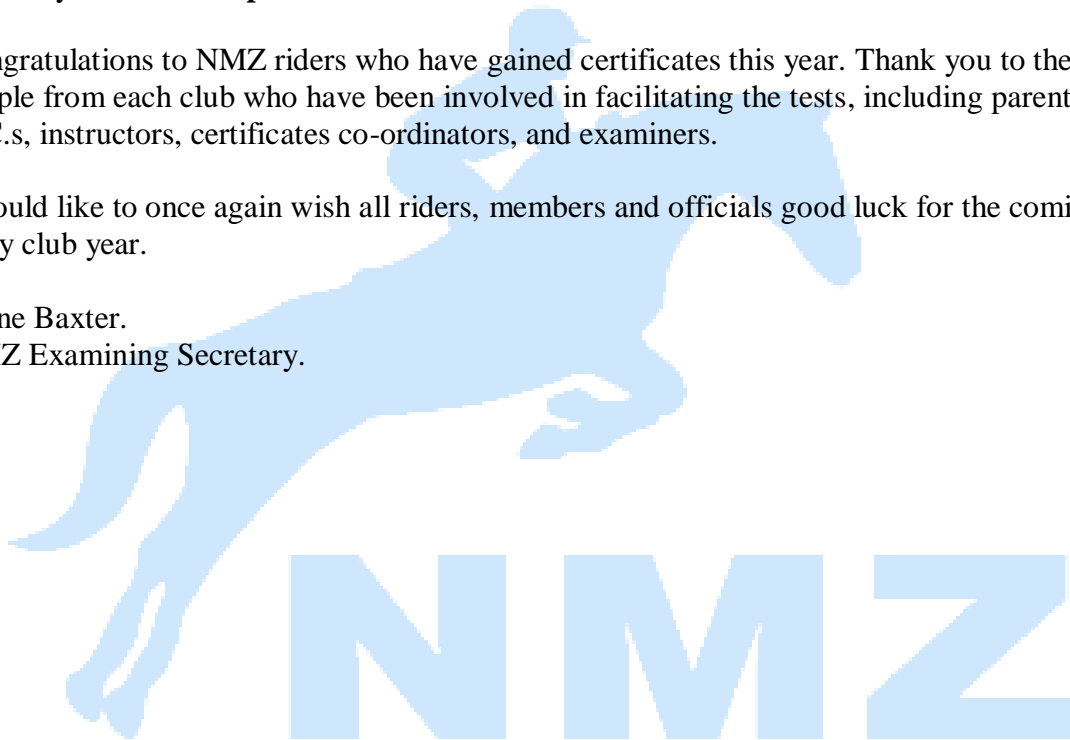 ngratulations to NMZ riders who have gained certificates this year. Thank you to the
ple from each club who have been involved in facilitating the tests, including parent
.s, instructors, certificates co-ordinators, and examiners.
ould like to once again wish all riders, members and officials good luck for the comi
y club year.
ne Baxter.
Z Examining Secretary.
NMZ